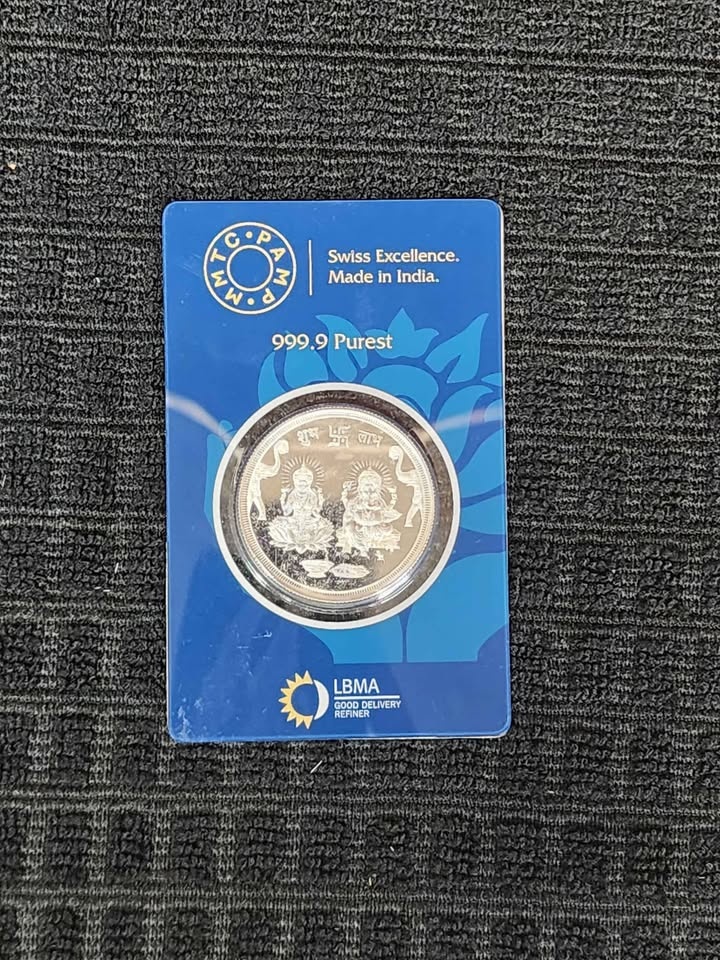 MMTC•PAMP•
Swiss Excellence.
Made in India.
999.9 Purest
शुभ लाभ
LBMA
GOOD DELIVERY
REFINER